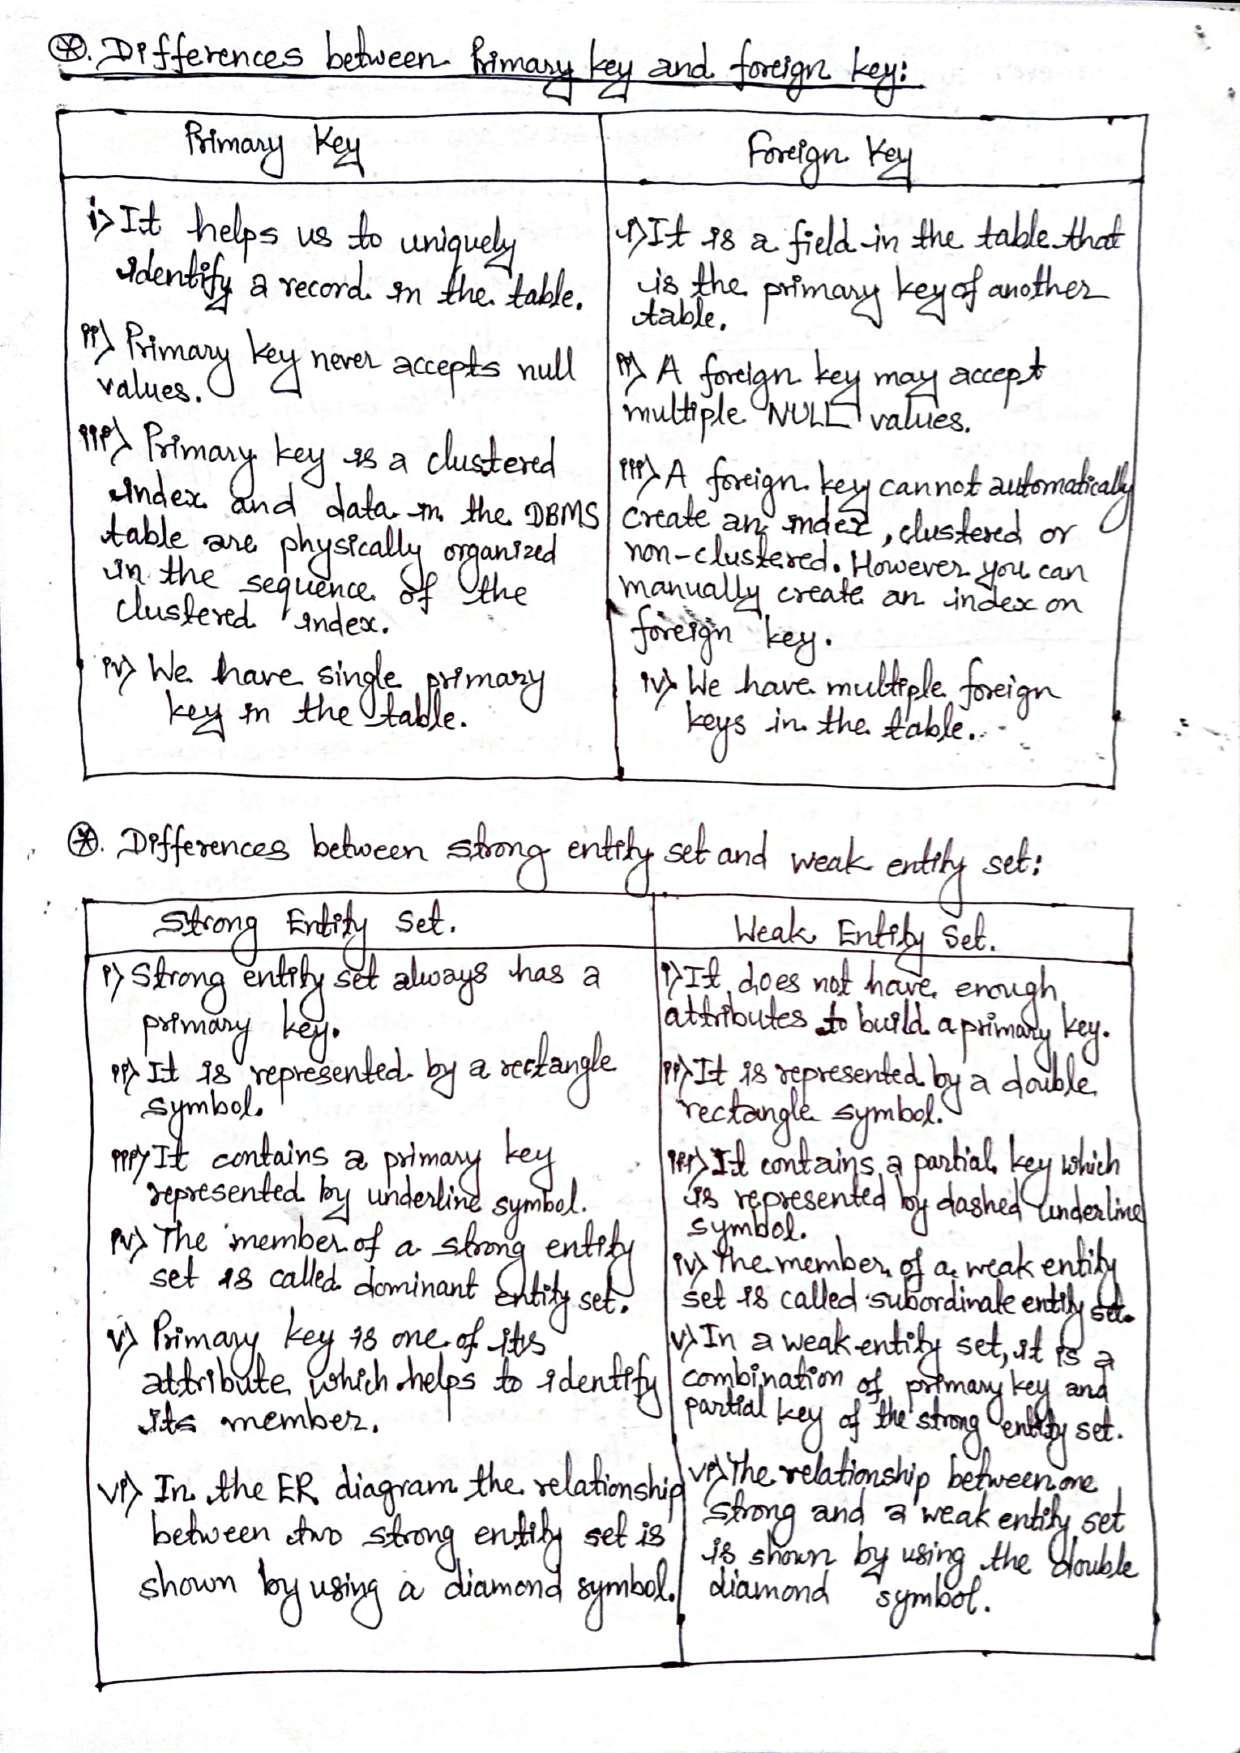 ⊛. Differences between Primary key and foreign key:
Primary Key
i) It helps us to uniquely
identify a record in the table.
ii) Primary key never accepts null
values.
iii) Primary key is a clustered
index and data in the DBMS
table are physically organized
in the sequence of the
clustered index.
iv) We have single primary
key in the table.
Foreign Key
i) It is a field in the table that
is the primary key of another
table.
ii) A foreign key may accept
multiple NULL values.
iii) A foreign key cannot automatically
create an index, clustered or
non-clustered. However you can
manually create an index on
foreign key.
iv) We have multiple foreign
keys in the table.
⊛. Differences between strong entity set and weak entity set:
Strong Entity Set.
i) Strong entity set always has a
primary key.
ii) It is represented by a rectangle
symbol.
iii) It contains a primary key
represented by underline symbol.
iv) The member of a strong entity
set is called dominant entity set.
v) Primary key is one of its
attribute which helps to identify
its member.
vi) In the ER diagram the relationship
between two strong entity set is
shown by using a diamond symbol.
Weak Entity Set.
i) It does not have enough
attributes to build a primary key.
ii) It is represented by a double
rectangle symbol.
iii) It contains a partial key which
is represented by dashed underline
symbol.
iv) The member of a weak entity
set is called subordinate entity set.
v) In a weak entity set, it is a
combination of primary key and
partial key of the strong entity set.
vi) The relationship between one
strong and a weak entity set
is shown by using the double
diamond symbol.